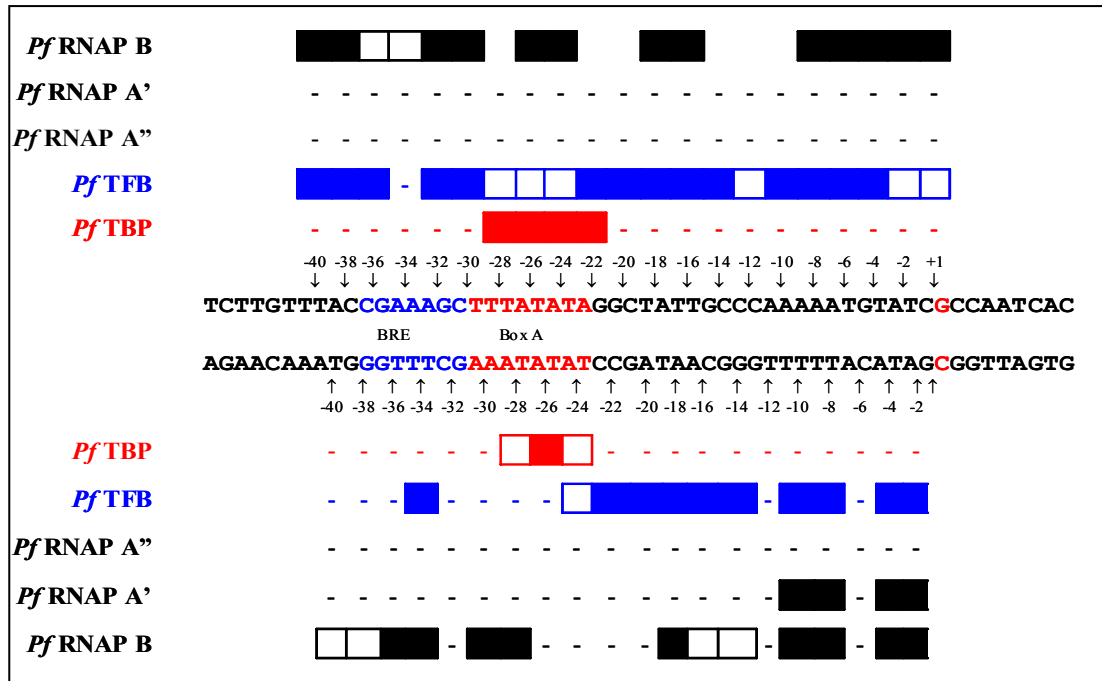 Pf RNAP B
Pf RNAP A’
Pf RNAP A”
Pf TFB
Pf TBP
-40 -38 -36 -34 -32 -30 -28 -26 -24 -22 -20 -18 -16 -14 -12 -10 -8 -6 -4 -2 +1
TCTTGTTTACCGAAAGCTTTATATAGGCTATTGCCCAAAAATGTATCGCCAATCAC
BRE Box A
AGAACAAATGGGTTTCGAAATATATCCGATAACGGGTTTTTACATAGCGGTTAGTG
-40 -38 -36 -34 -32 -30 -28 -26 -24 -22 -20 -18 -16 -14 -12 -10 -8 -6 -4 -2
Pf TBP
Pf TFB
Pf RNAP A”
Pf RNAP A’
Pf RNAP B